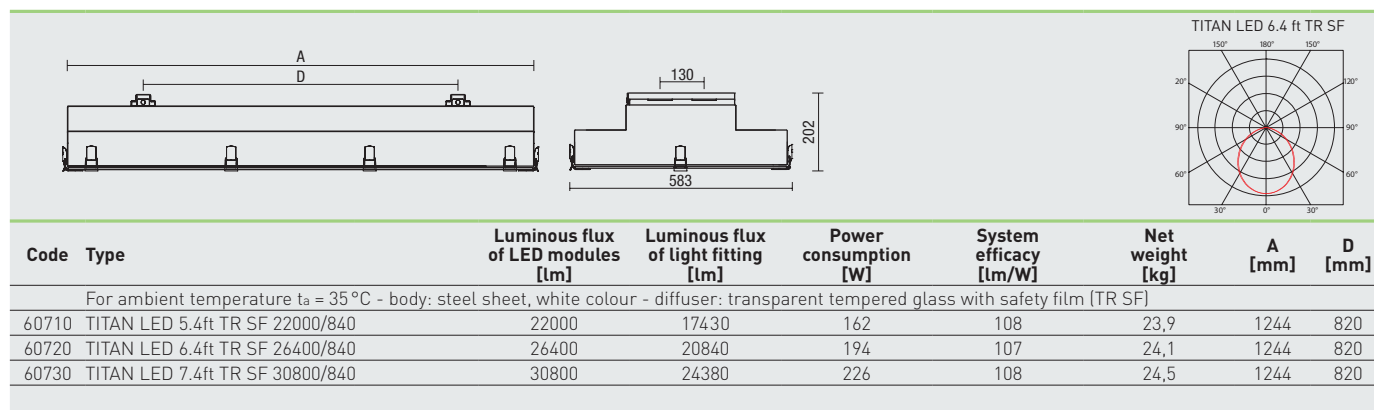 TITAN LED 6.4 ft TR SF
150° 180° 150°
20° 120°
90° 90°
60° 60°
30° 0° 30°
A
D
130
202
583
Code Type Luminous flux of LED modules [lm] Luminous flux of light fitting [lm] Power consumption [W] System efficacy [lm/W] Net weight [kg] A [mm] D [mm]
For ambient temperature ta = 35°C - body: steel sheet, white colour - diffuser: transparent tempered glass with safety film (TR SF)
60710 TITAN LED 5.4ft TR SF 22000/840 22000 17430 162 108 23,9 1244 820
60720 TITAN LED 6.4ft TR SF 26400/840 26400 20840 194 107 24,1 1244 820
60730 TITAN LED 7.4ft TR SF 30800/840 30800 24380 226 108 24,5 1244 820